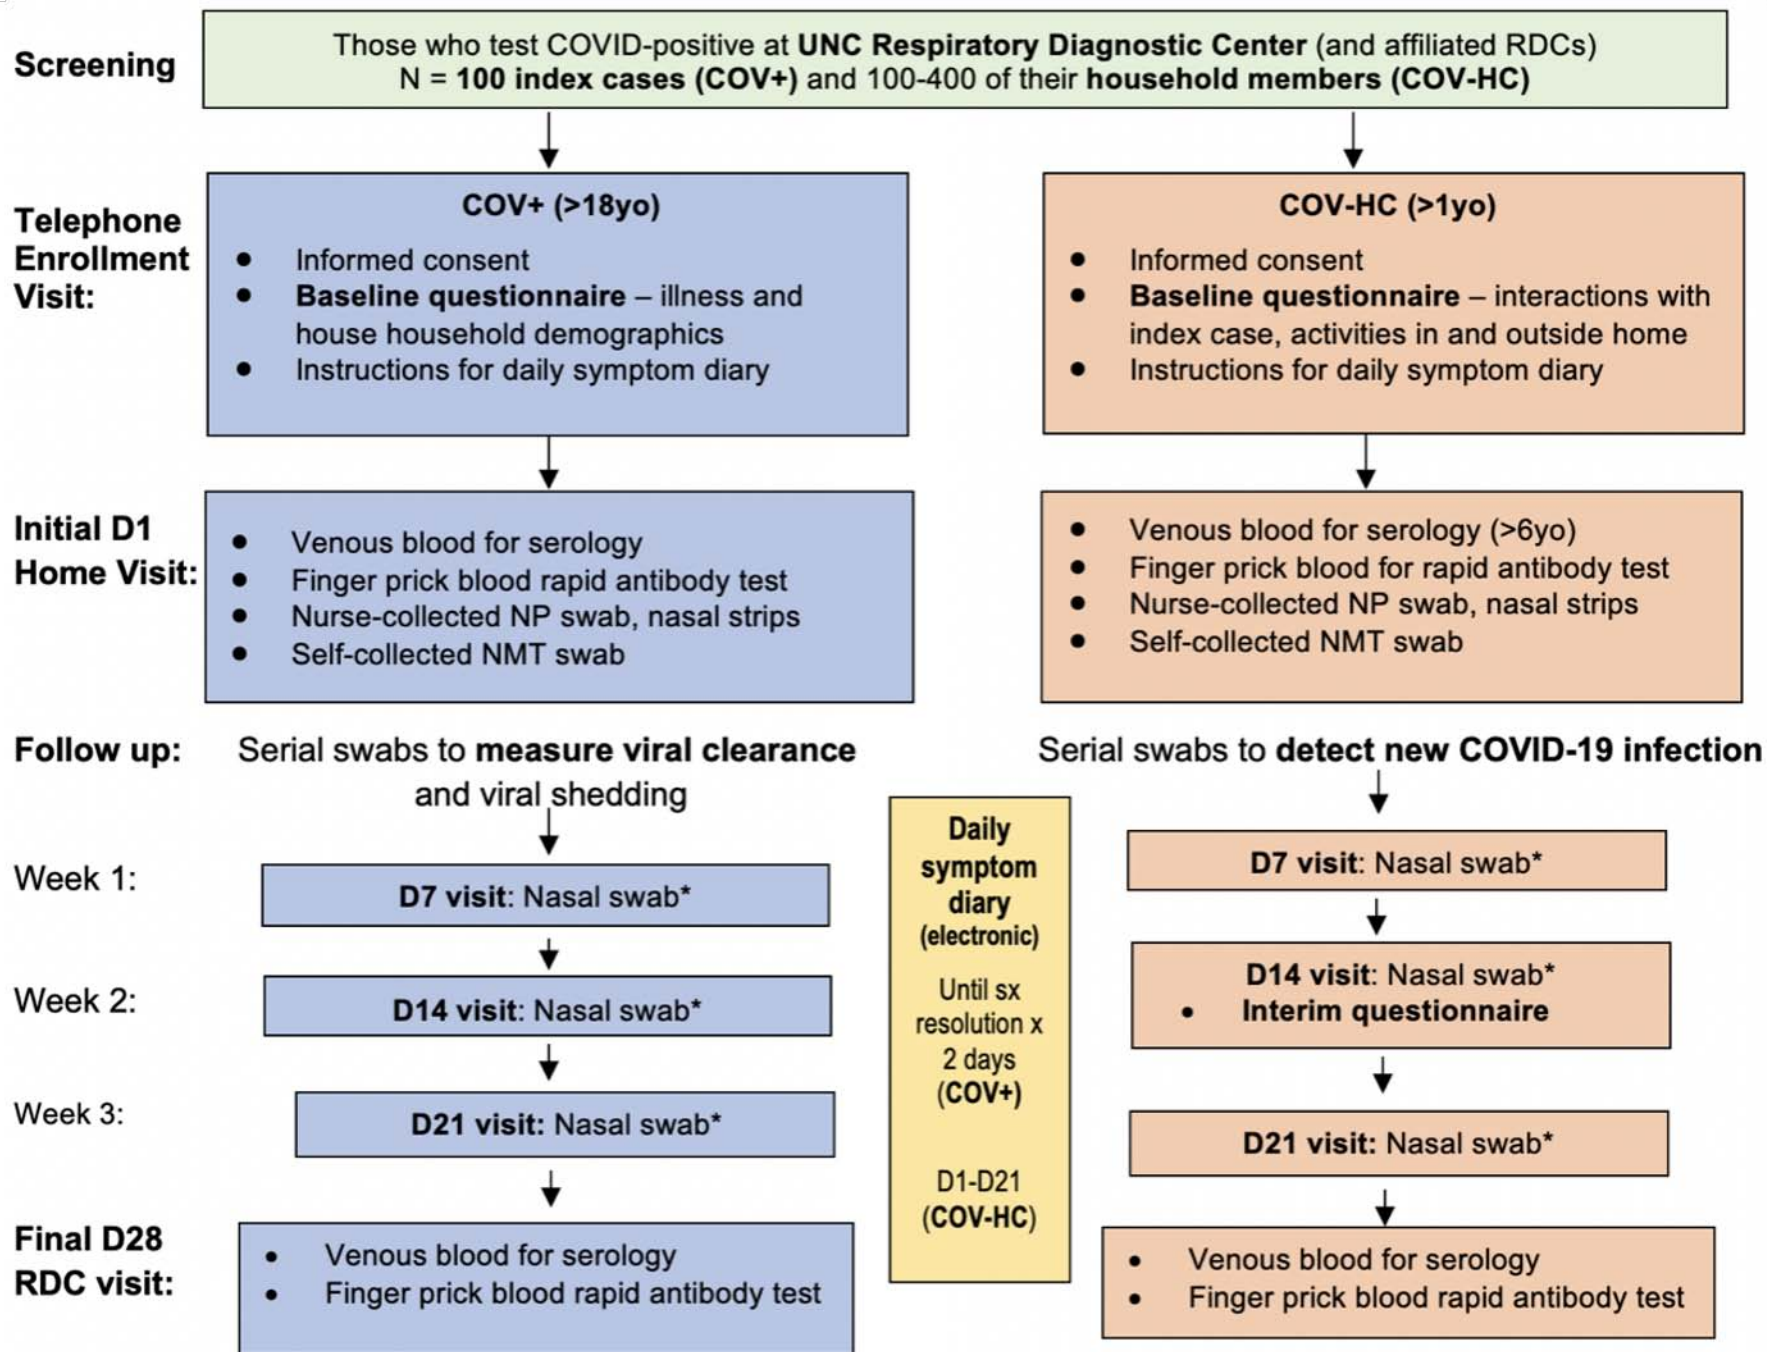 Screening
Those who test COVID-positive at UNC Respiratory Diagnostic Center (and affiliated RDCs)
N = 100 index cases (COV+) and 100-400 of their household members (COV-HC)
Telephone
Enrollment
Visit:
COV+ (>18yo)
● Informed consent
● Baseline questionnaire – illness and
house household demographics
● Instructions for daily symptom diary
COV-HC (>1yo)
● Informed consent
● Baseline questionnaire – interactions with
index case, activities in and outside home
● Instructions for daily symptom diary
Initial D1
Home Visit:
● Venous blood for serology
● Finger prick blood rapid antibody test
● Nurse-collected NP swab, nasal strips
● Self-collected NMT swab
● Venous blood for serology (>6yo)
● Finger prick blood for rapid antibody test
● Nurse-collected NP swab, nasal strips
● Self-collected NMT swab
Follow up:
Serial swabs to measure viral clearance
and viral shedding
Serial swabs to detect new COVID-19 infection
Daily
symptom
diary
(electronic)
Until sx
resolution x
2 days
(COV+)
D1-D21
(COV-HC)
Week 1:
D7 visit: Nasal swab*
D7 visit: Nasal swab*
Week 2:
D14 visit: Nasal swab*
D14 visit: Nasal swab*
• Interim questionnaire
Week 3:
D21 visit: Nasal swab*
D21 visit: Nasal swab*
Final D28
RDC visit:
• Venous blood for serology
• Finger prick blood rapid antibody test
• Venous blood for serology
• Finger prick blood rapid antibody test